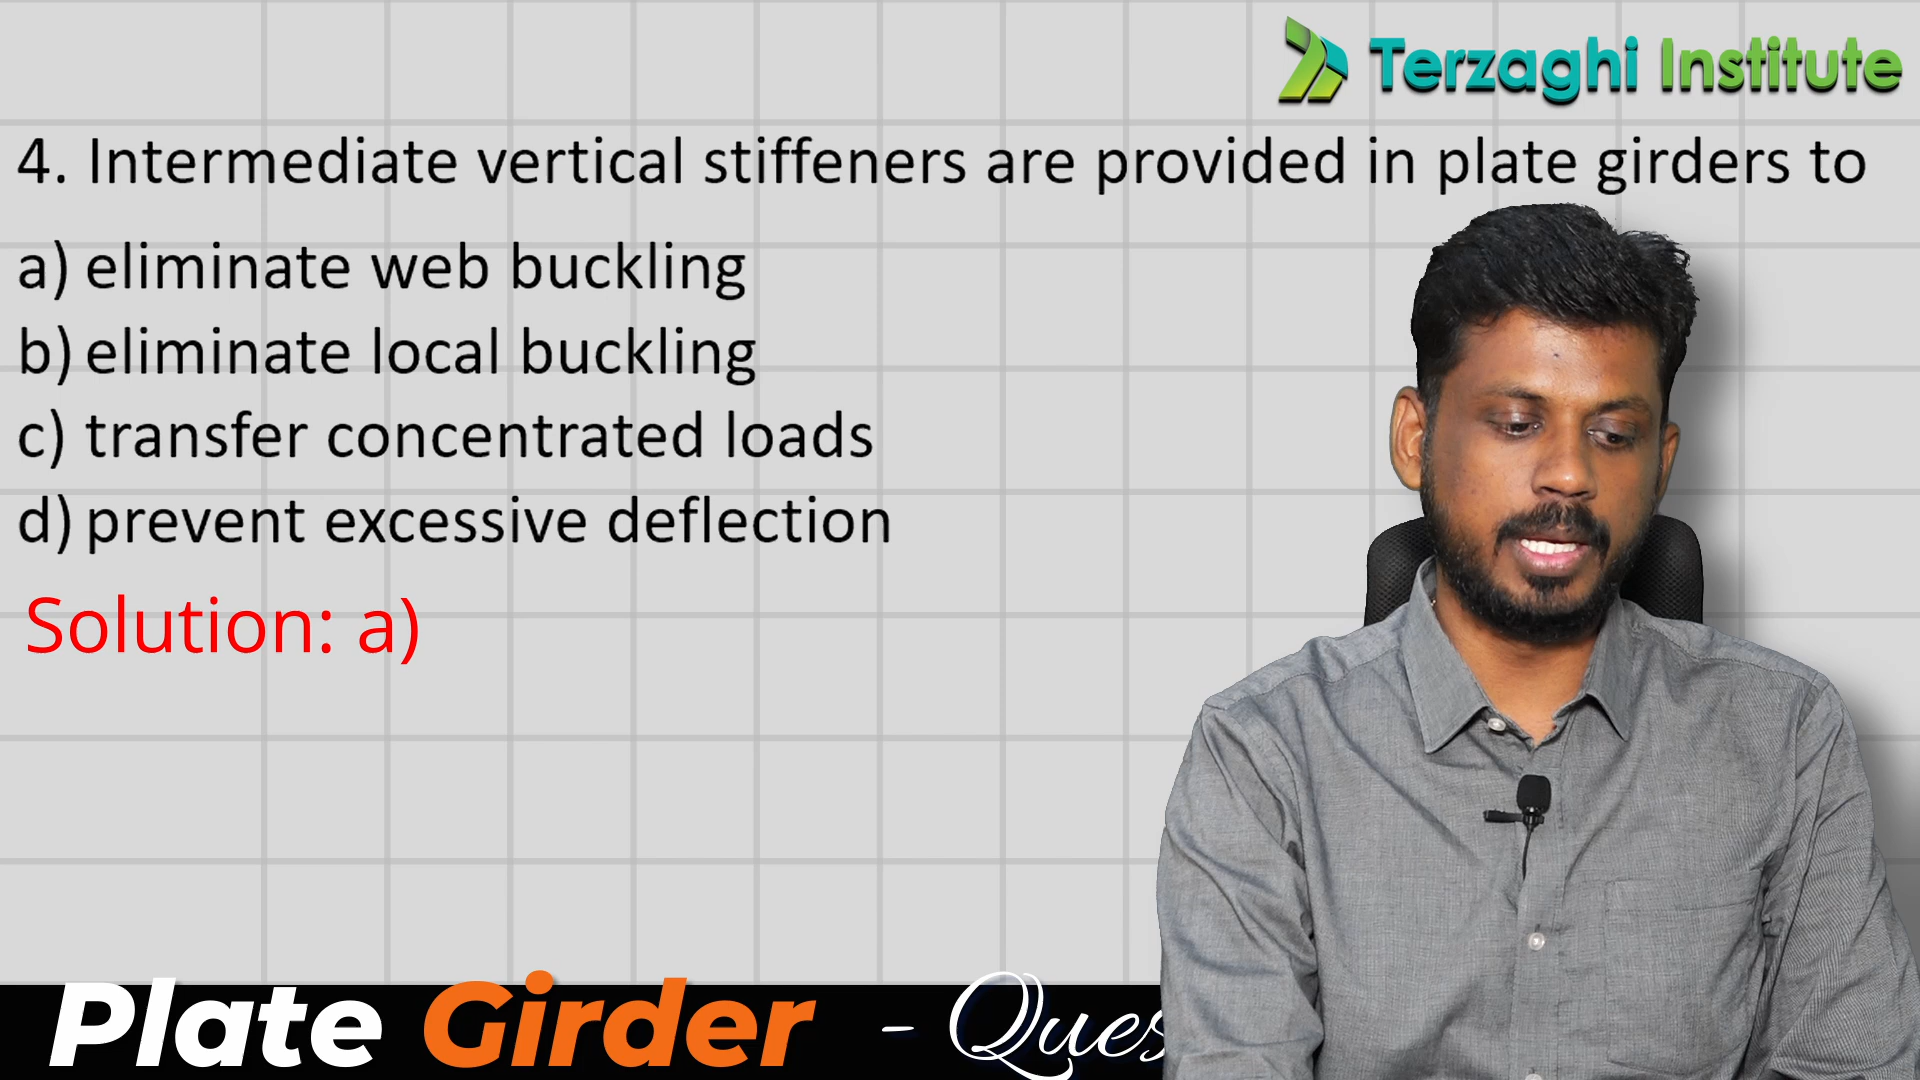 Terzaghi Institute
4. Intermediate vertical stiffeners are provided in plate girders to
a) eliminate web buckling
b) eliminate local buckling
c) transfer concentrated loads
d) prevent excessive deflection
Solution: a)
Plate Girder - Ques